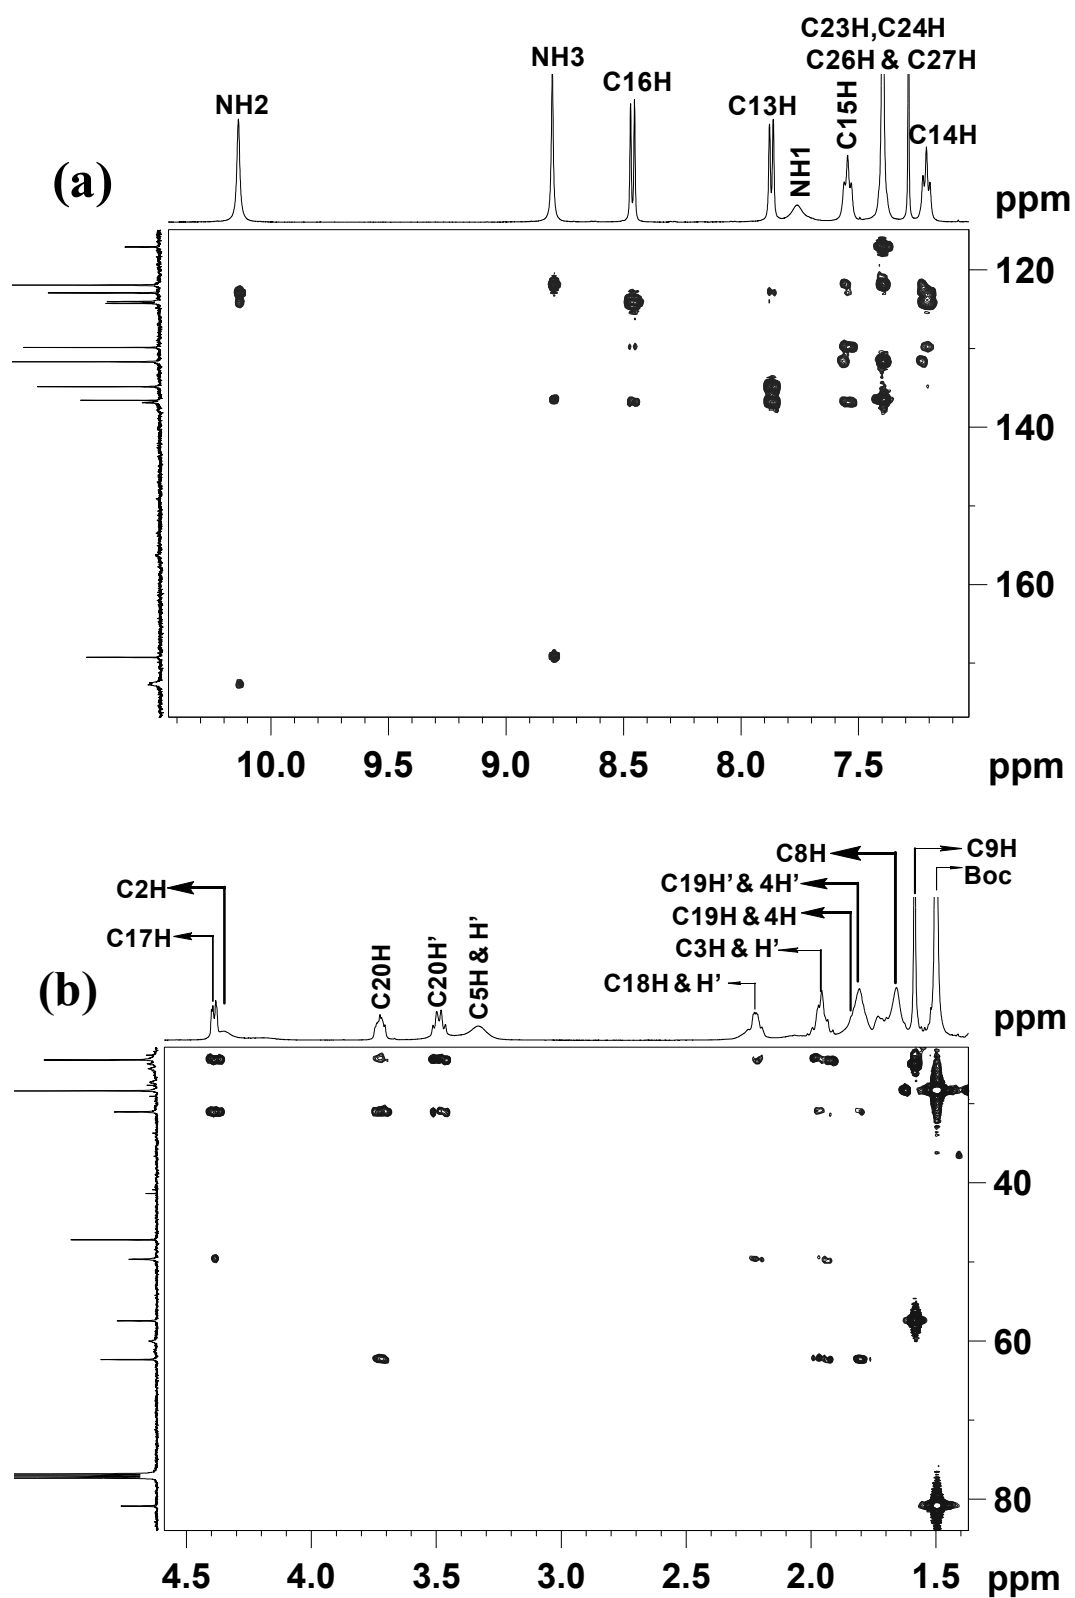 C23H,C24H
C26H & C27H
NH3
C16H
NH2
C13H
NH1
C15H
C14H
(a)
ppm
120
140
160
10.0 9.5 9.0 8.5 8.0 7.5 ppm
C8H
C9H
Boc
C2H
C19H'& 4H'
C19H & 4H
C17H
C3H & H'
C20H
C20H'
C5H & H'
C18H & H'
(b)
ppm
40
60
80
4.5 4.0 3.5 3.0 2.5 2.0 1.5 ppm